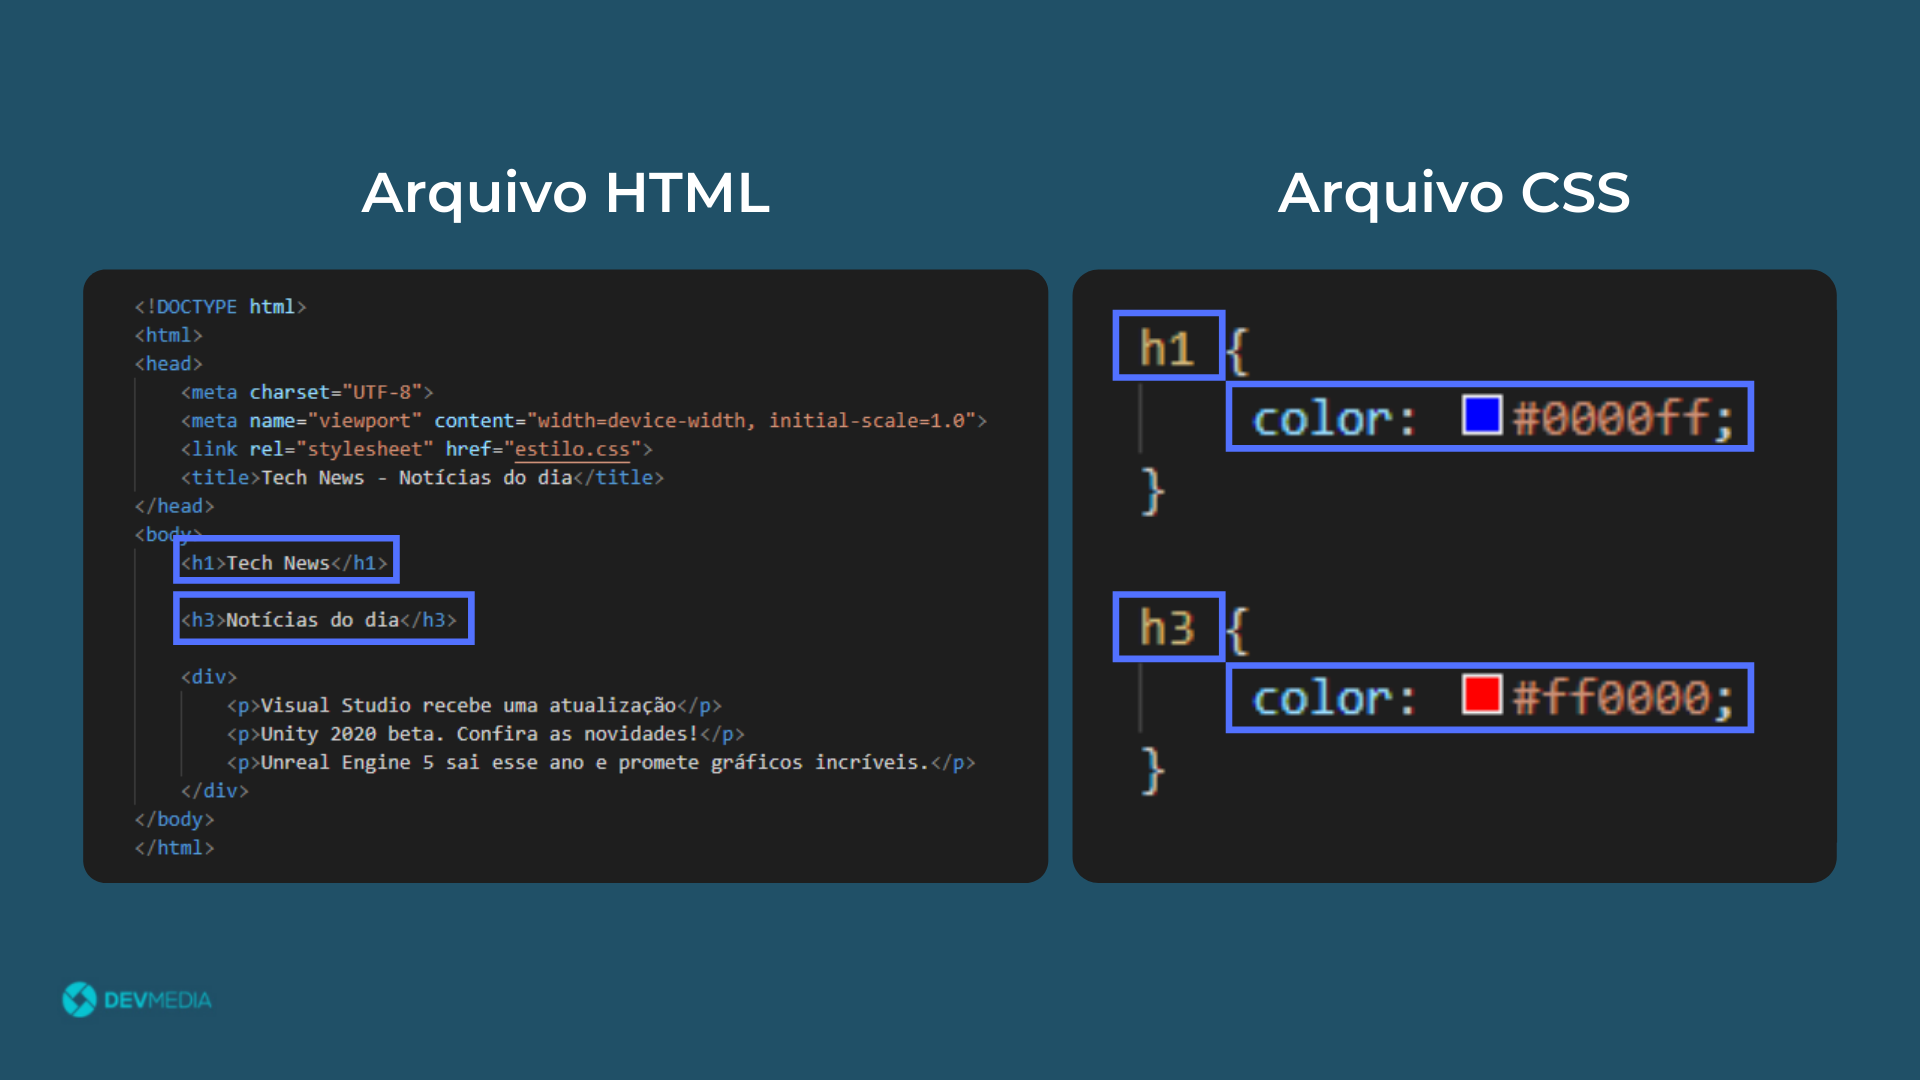 Arquivo HTML
<!DOCTYPE html>
<html>
<head>
<meta charset="UTF-8">
<meta name="viewport" content="width=device-width, initial-scale=1.0">
<link rel="stylesheet" href="estilo.css">
<title>Tech News - Notícias do dia</title>
</head>
<body>
<h1>Tech News</h1>
<h3>Notícias do dia</h3>
<div>
<p>Visual Studio recebe uma atualização</p>
<p>Unity 2020 beta. Confira as novidades!</p>
<p>Unreal Engine 5 sai esse ano e promete gráficos incríveis.</p>
</div>
</body>
</html>
Arquivo CSS
h1 {
color: #0000ff;
}
h3 {
color: #ff0000;
}
DEVMEDIA